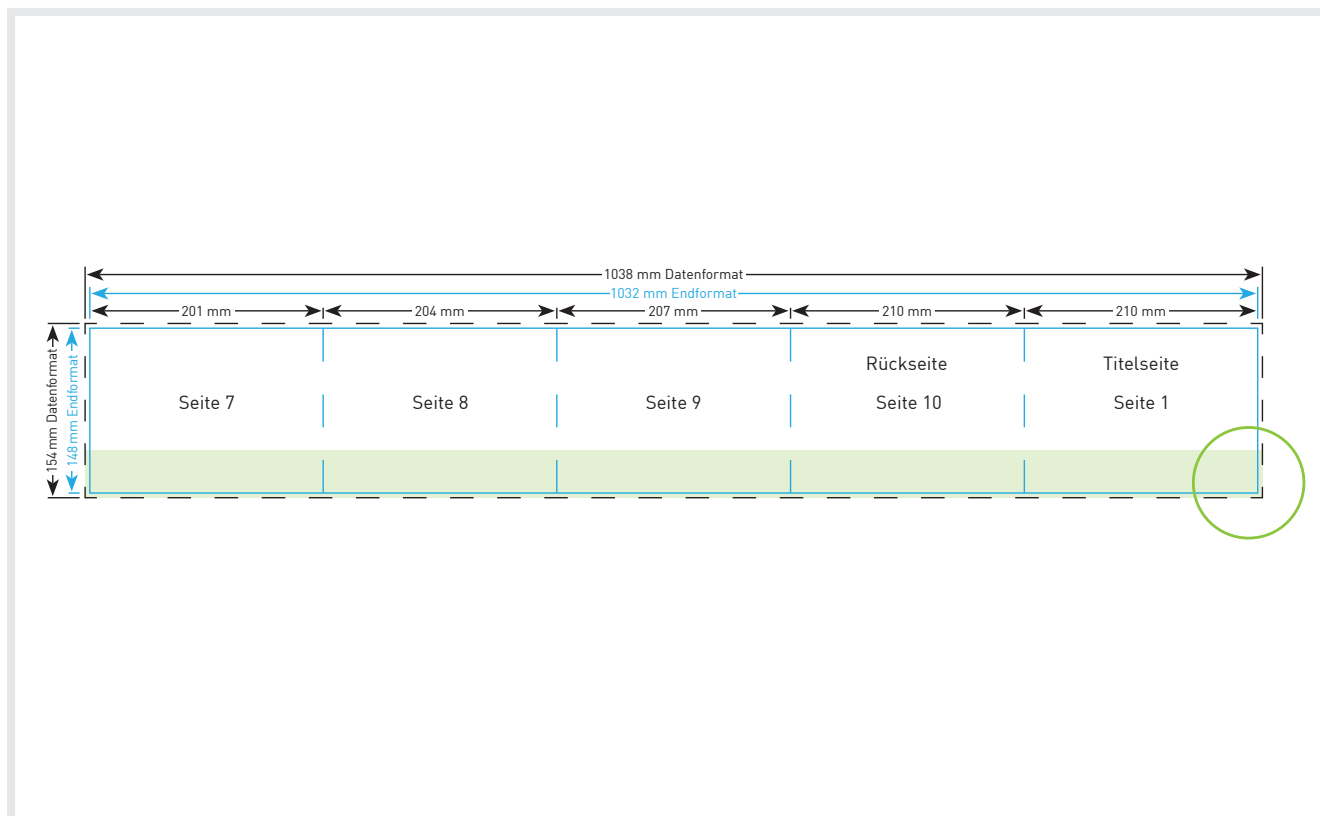 1038 mm Datenformat
1032 mm Endformat
201 mm
204 mm
207 mm
210 mm
210 mm
154 mm Datenformat
148 mm Endformat
Rückseite
Titelseite
Seite 7
Seite 8
Seite 9
Seite 10
Seite 1